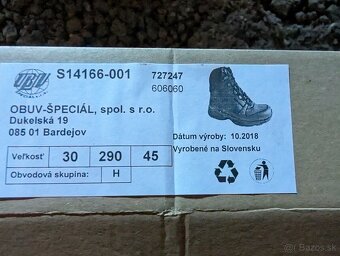 UBU
S14166-001
727247
606060
OBUV-ŠPECIÁL, spol. s r.o.
Dukelská 19
085 01 Bardejov
Dátum výroby: 10.2018
Vyrobené na Slovensku
Veľkosť 30 290 45
Obvodová skupina: H
Bazos.sk